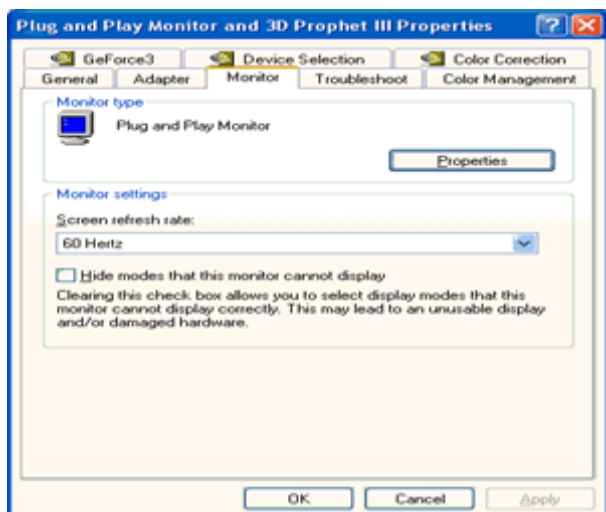 Plug and Play Monitor and 3D Prophet III Properties
GeForce3 Device Selection Color Correction
General Adapter Monitor Troubleshoot Color Management
Monitor type
Plug and Play Monitor
Properties
Monitor settings
Screen refresh rate:
60 Hertz
Hide modes that this monitor cannot display
Clearing this check box allows you to select display modes that this
monitor cannot display correctly. This may lead to an unusable display
and/or damaged hardware.
OK Cancel Apply